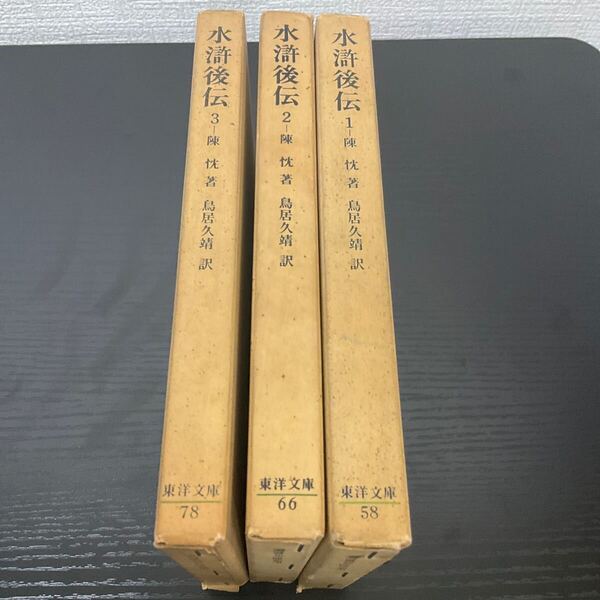 水滸後伝
3-陳忱著
鳥居久靖訳
東洋文庫
78
水滸後伝
2-陳忱著
鳥居久靖訳
東洋文庫
66
水滸後伝
1-陳忱著
鳥居久靖訳
東洋文庫
58